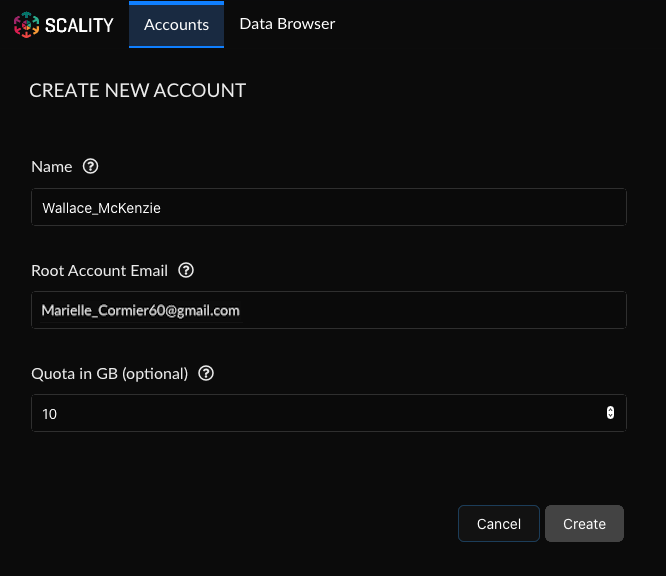 SCALITY Accounts Data Browser
CREATE NEW ACCOUNT
Name
Wallace_McKenzie
Root Account Email
Marielle_Cormier60@gmail.com
Quota in GB (optional)
10
Cancel Create